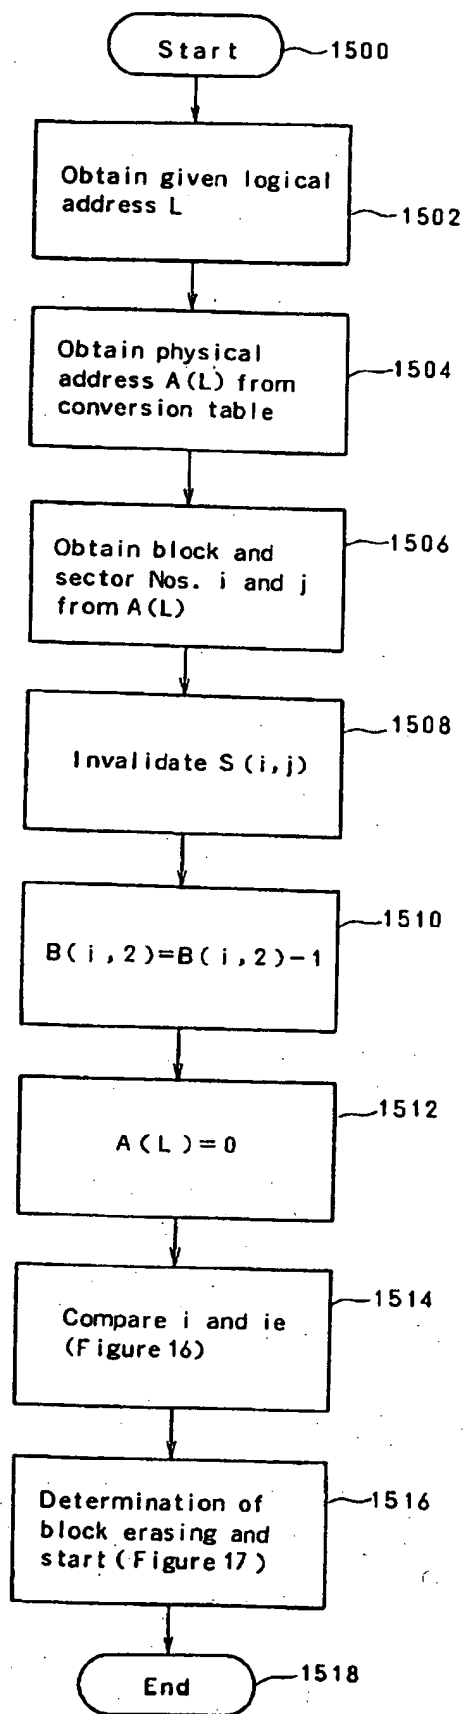 Start
1500
Obtain given logical
address L
1502
Obtain physical
address A(L) from
conversion table
1504
Obtain block and
sector Nos. i and j
from A(L)
1506
Invalidate S(i,j)
1508
B(i,2)=B(i,2)-1
1510
A(L)=0
1512
Compare i and ie
(Figure 16)
1514
Determination of
block erasing and
start (Figure 17)
1516
End
1518